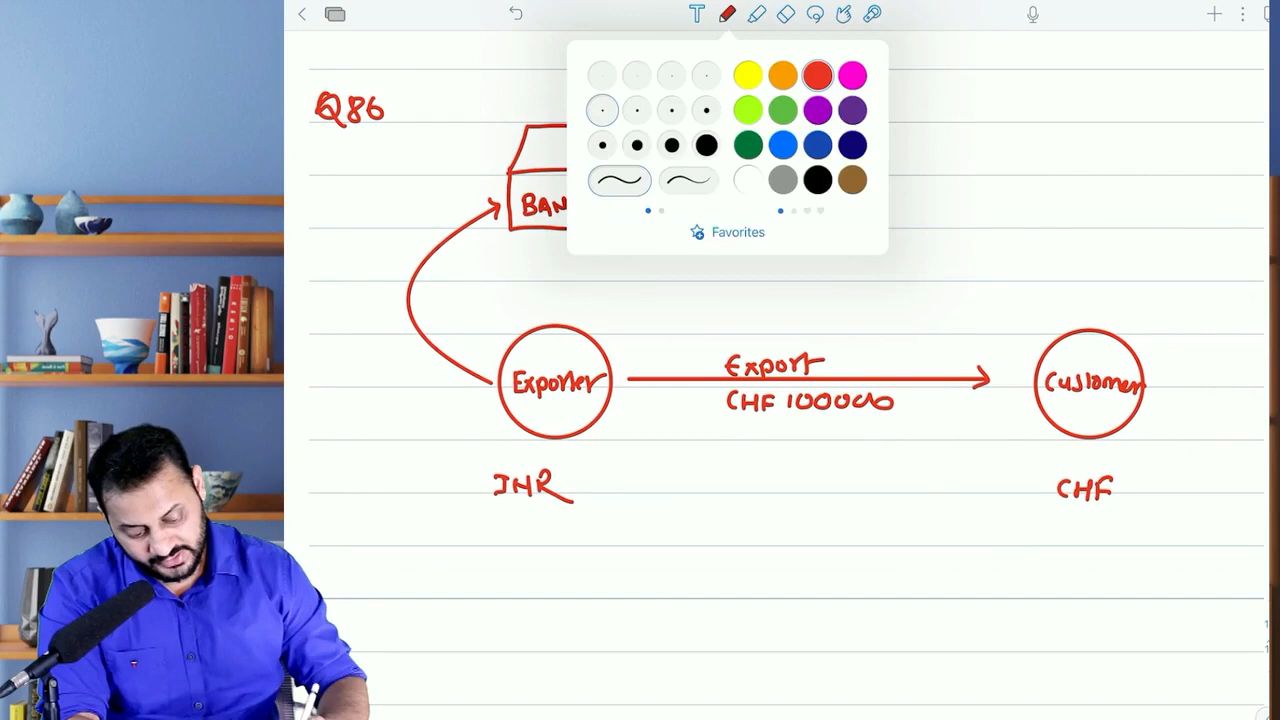 Q86
BAN
Favorites
Exporter
Export
CHF 100000
Customer
INR
CHF